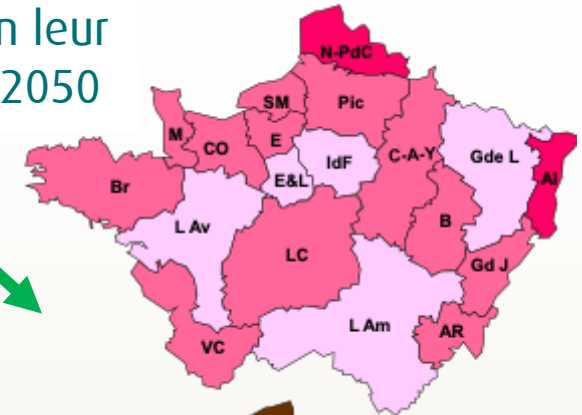 n leur
2050
N-PdC
SM
Pic
M
CO
E
C-A-Y
Gde L
Al
IdF
E&L
Br
L Av
B
LC
Gd J
L Am
AR
VC